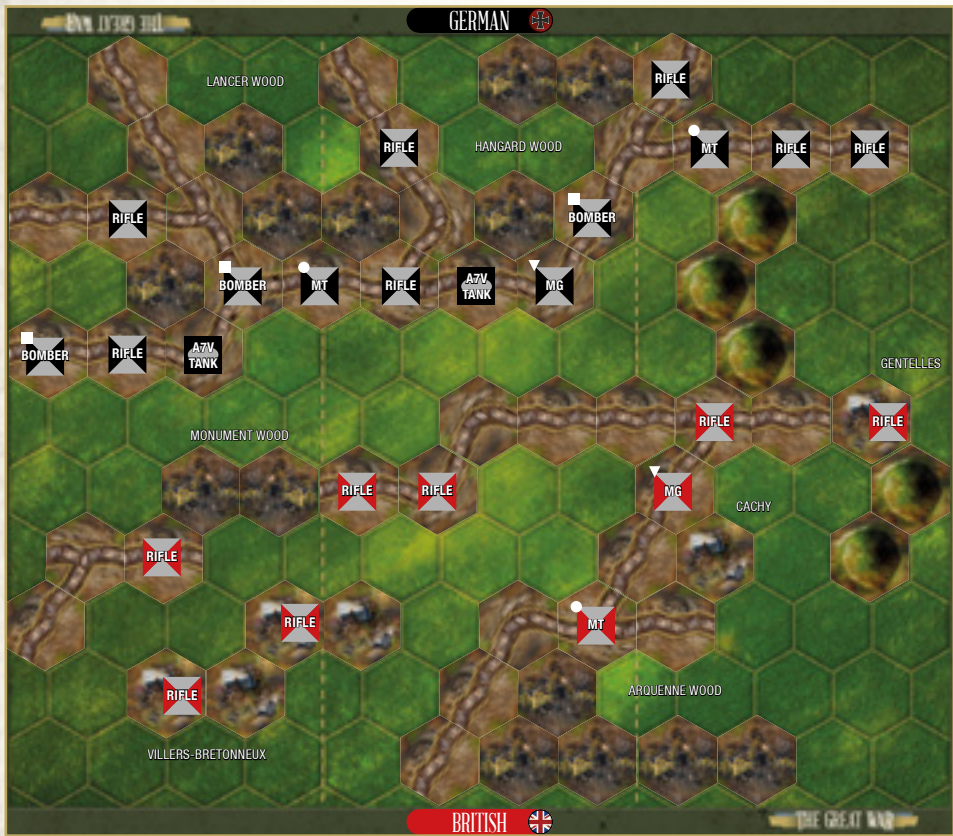 THE GREAT WAR
GERMAN
LANCER WOOD
RIFLE
RIFLE
HANGARD WOOD
MT
RIFLE
RIFLE
RIFLE
BOMBER
BOMBER
MT
RIFLE
A7V
TANK
MG
BOMBER
RIFLE
A7V
TANK
GENTELLES
RIFLE
RIFLE
MONUMENT WOOD
RIFLE
RIFLE
MG
CACHY
RIFLE
RIFLE
MT
RIFLE
ARQUENNE WOOD
VILLERS-BRETONNEUX
BRITISH
THE GREAT WAR